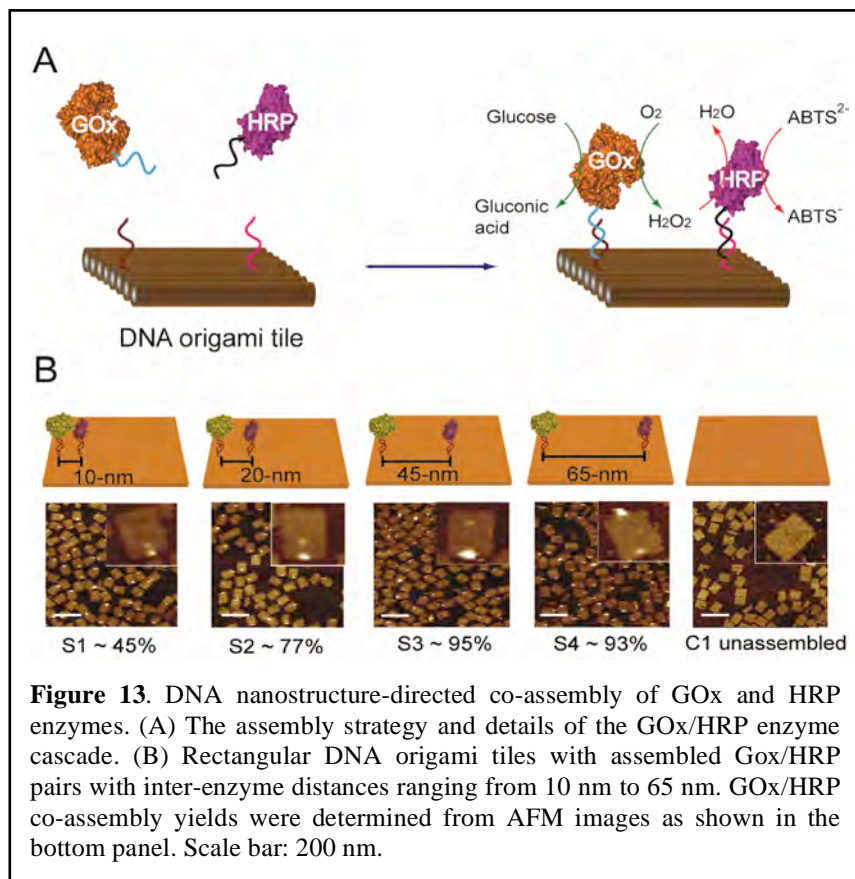 A
GOx
HRP
DNA origami tile
Glucose
O2
H2O
ABTS2-
GOx
HRP
Gluconic
acid
H2O2
ABTS-
B
10-nm
20-nm
45-nm
65-nm
S1 ~ 45%
S2 ~ 77%
S3 ~ 95%
S4 ~ 93%
C1 unassembled
Figure 13. DNA nanostructure-directed co-assembly of GOx and HRP
enzymes. (A) The assembly strategy and details of the GOx/HRP enzyme
cascade. (B) Rectangular DNA origami tiles with assembled Gox/HRP
pairs with inter-enzyme distances ranging from 10 nm to 65 nm. GOx/HRP
co-assembly yields were determined from AFM images as shown in the
bottom panel. Scale bar: 200 nm.